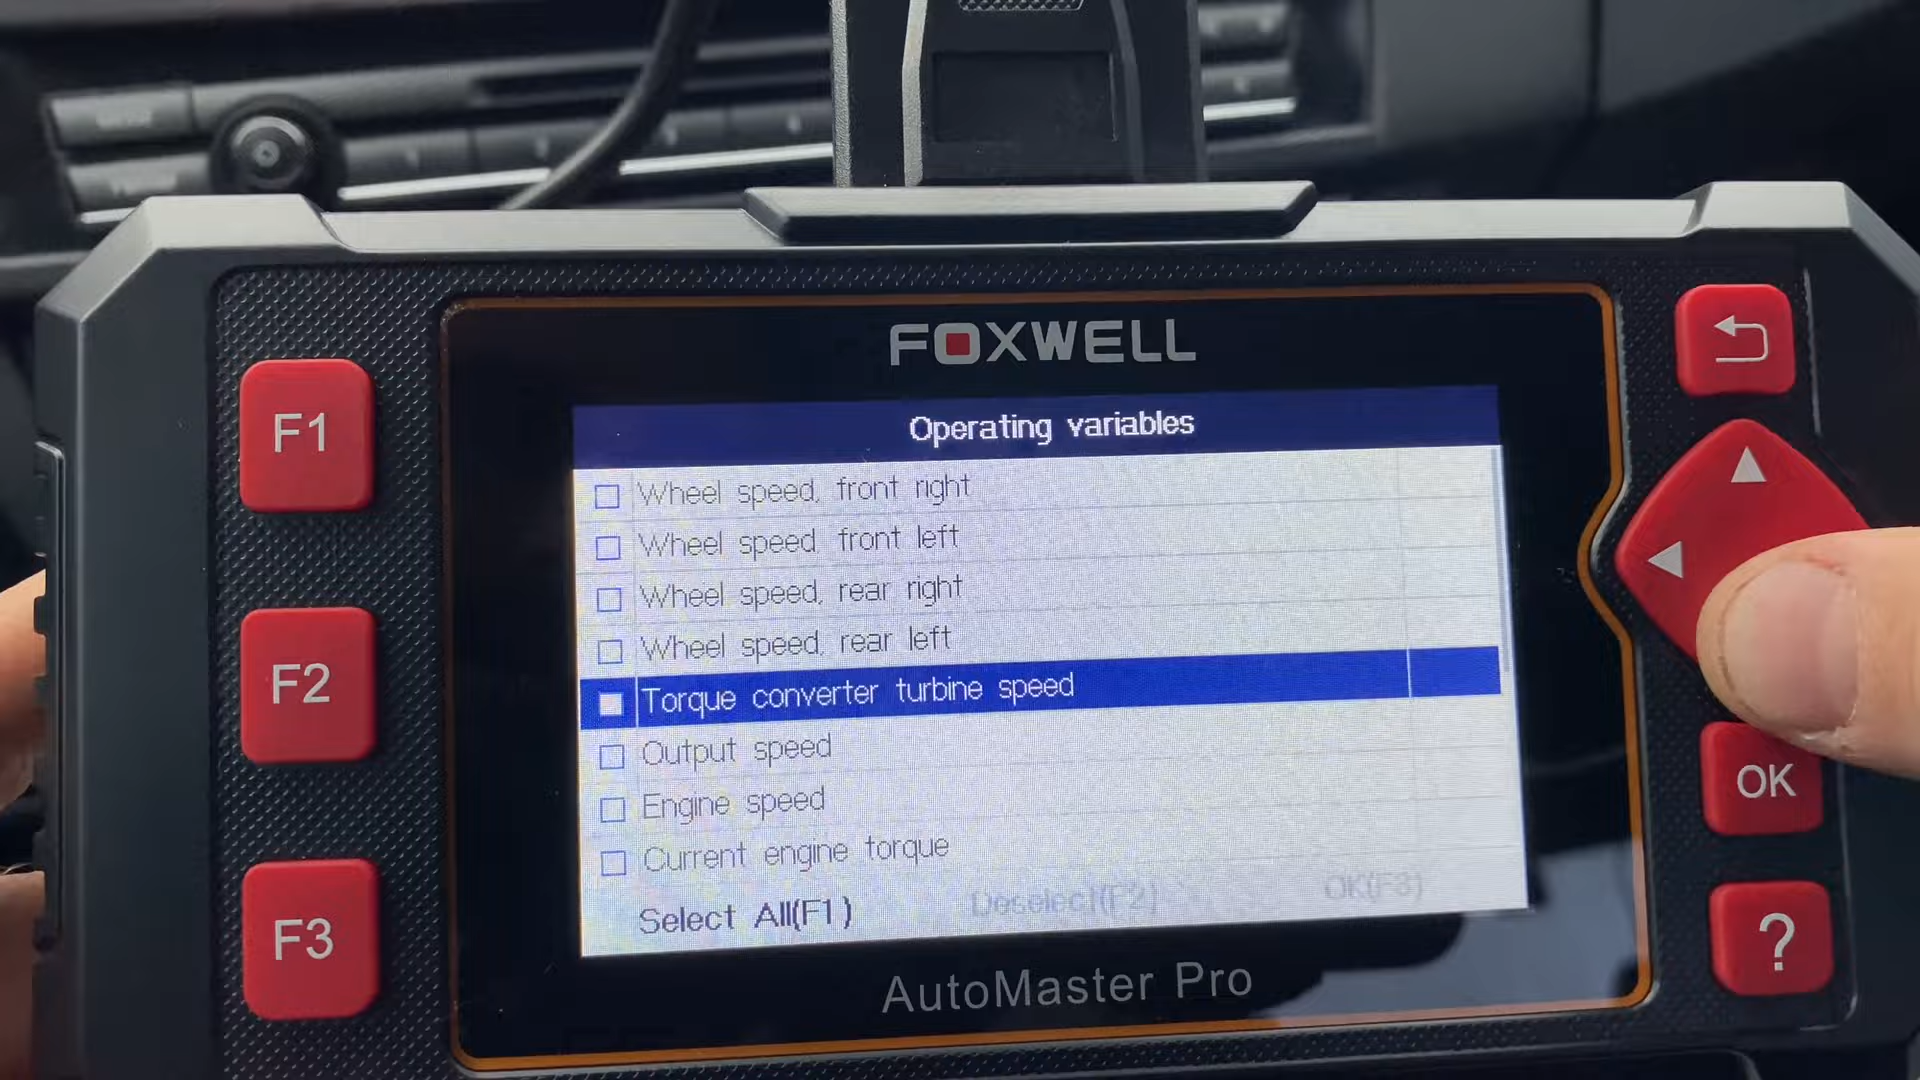 FOXWELL
Operating variables
Wheel speed, front right
Wheel speed, front left
Wheel speed, rear right
Wheel speed, rear left
Torque converter turbine speed
Output speed
Engine speed
Current engine torque
Select All(F1) Deselect(F2) OK(F3)
AutoMaster Pro
F1
F2
F3
OK
?